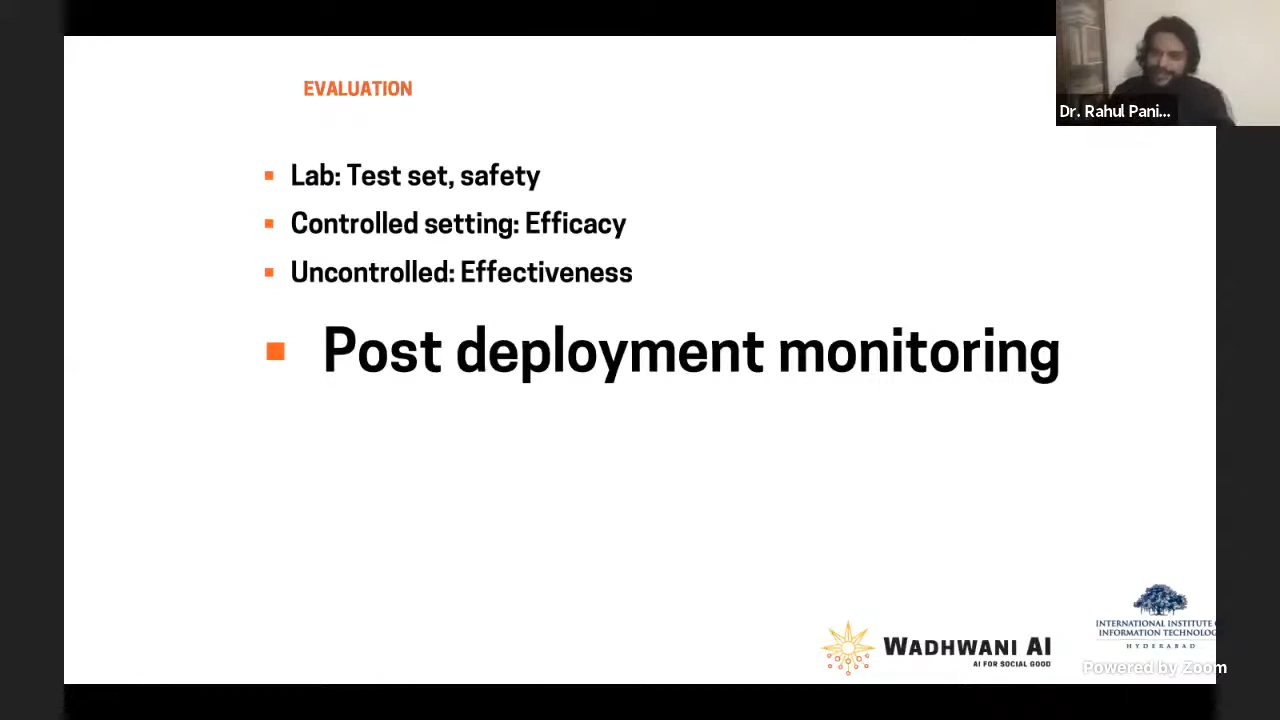 EVALUATION
Dr. Rahul Pani...
Lab: Test set, safety
Controlled setting: Efficacy
Uncontrolled: Effectiveness
Post deployment monitoring
WADHWANI AI
AI FOR SOCIAL GOOD
INTERNATIONAL INSTITUTE
INFORMATION TECHNOLOG
HYDERABAD
Powered by Zoom